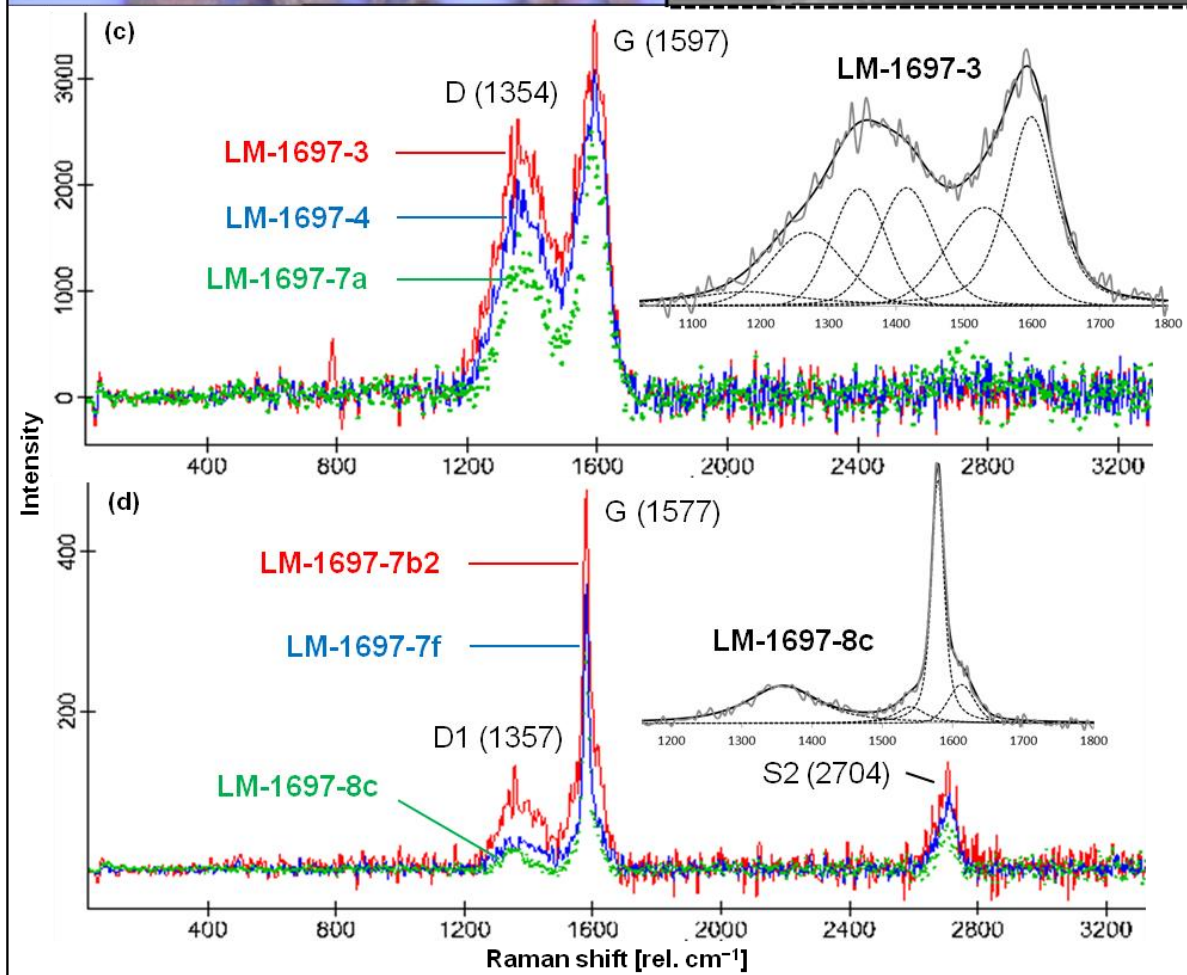 (c)
G (1597)
LM-1697-3
D (1354)
LM-1697-3
LM-1697-4
LM-1697-7a
3000
2000
1000
0
1100 1200 1300 1400 1500 1600 1700 1800
400 800 1200 1600 2000 2400 2800 3200
Intensity
(d)
G (1577)
LM-1697-7b2
LM-1697-7f
LM-1697-8c
D1 (1357)
LM-1697-8c
S2 (2704)
400
200
1200 1300 1400 1500 1600 1700 1800
400 800 1200 1600 2000 2400 2800 3200
Raman shift [rel. cm⁻¹]